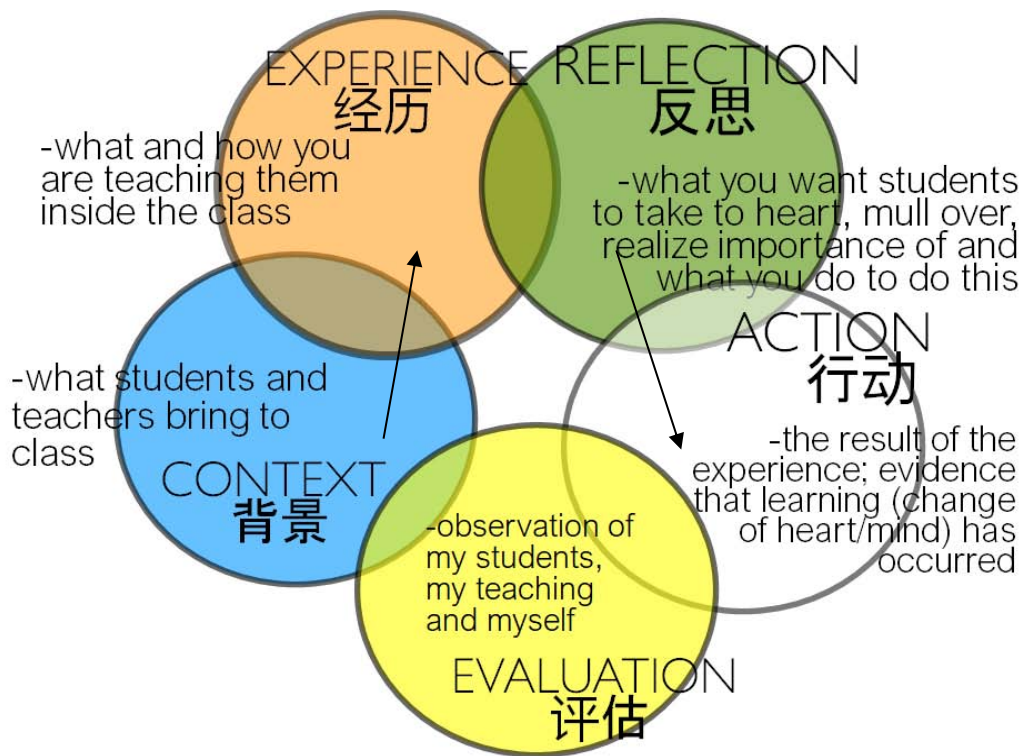 EXPERIENCE
经历
-what and how you
are teaching them
inside the class
REFLECTION
反思
-what you want students
to take to heart, mull over,
realize importance of and
what you do to do this
ACTION
行动
-the result of the
experience; evidence
that learning (change
of heart/mind) has
occurred
-what students and
teachers bring to
class
CONTEXT
背景
-observation of
my students,
my teaching
and myself
EVALUATION
评估